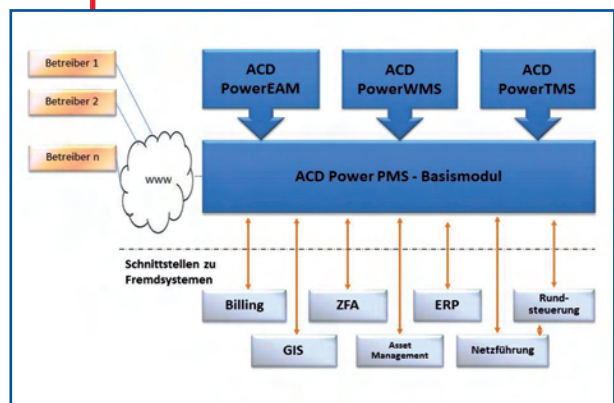 Betreiber 1
Betreiber 2
Betreiber n
www
ACD
PowerEAM
ACD
PowerWMS
ACD
PowerTMS
ACD Power PMS - Basismodul
Schnittstellen zu
Fremdsystemen
Billing
ZFA
ERP
Rund-
steuerung
GIS
Asset
Management
Netzführung